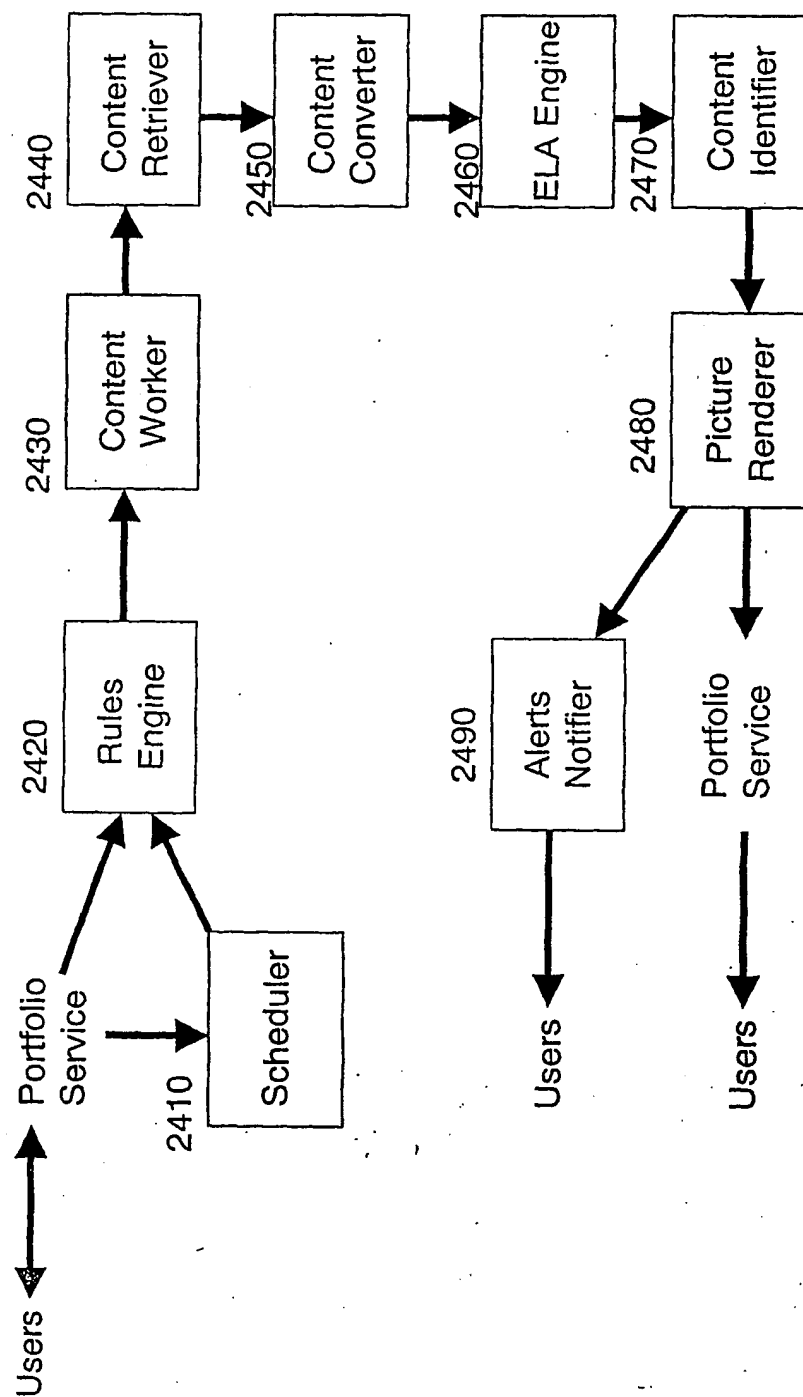 Users
Portfolio
Service
2410
Scheduler
2420
Rules
Engine
2430
Content
Worker
2440
Content
Retriever
2450
Content
Converter
2460
ELA Engine
2470
Content
Identifier
2480
Picture
Renderer
2490
Alerts
Notifier
Users
Portfolio
Service
Users